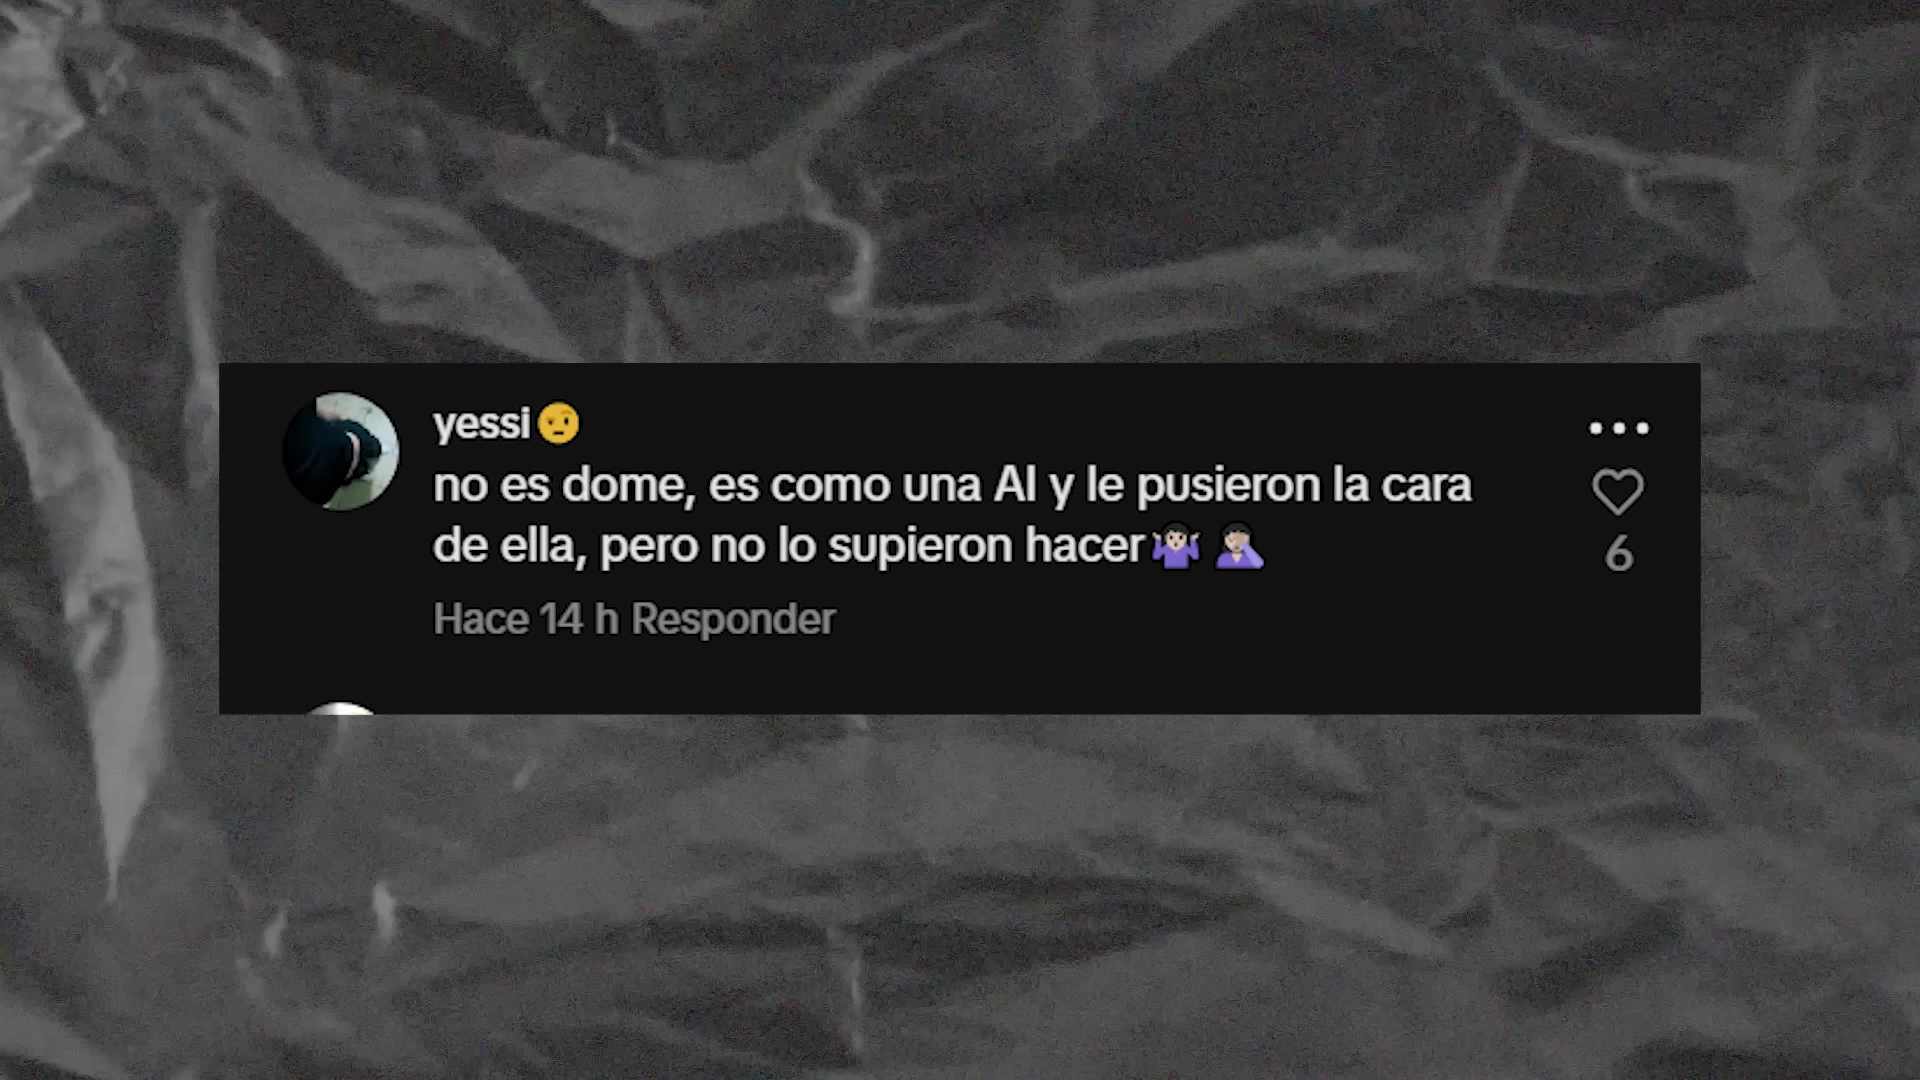 yessi🤨
no es dome, es como una AI y le pusieron la cara
de ella, pero no lo supieron hacer🤷🏻‍♀️ 🤦🏼‍♀️
6
Hace 14 h Responder